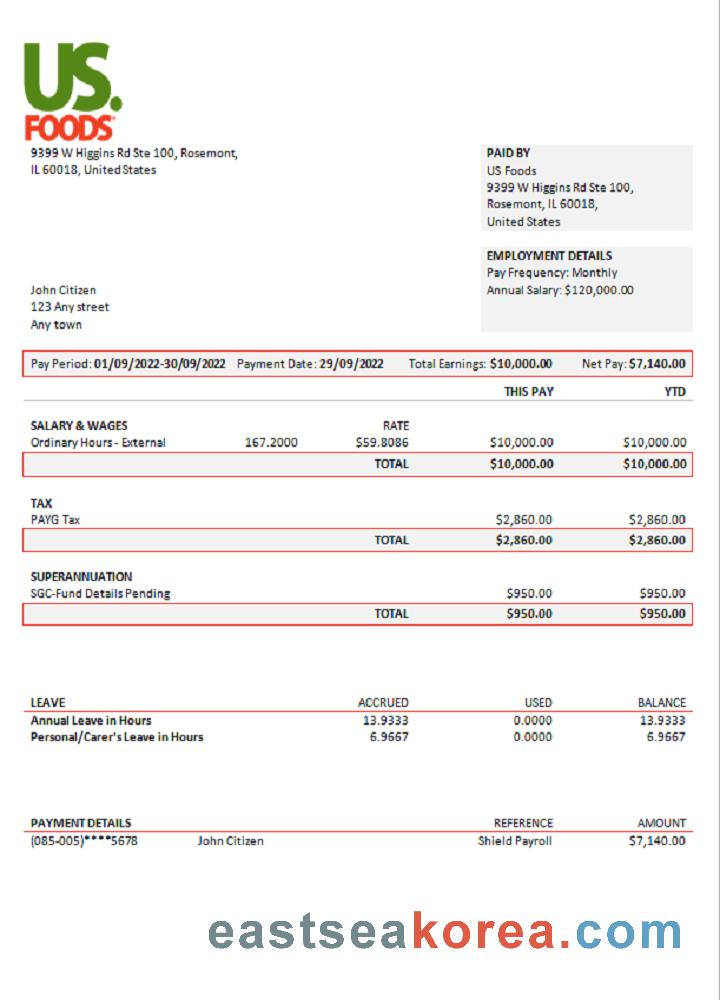 US.
FOODS
9399 W Higgins Rd Ste 100, Rosemont,
IL 60018, United States
PAID BY
US Foods
9399 W Higgins Rd Ste 100,
Rosemont, IL 60018,
United States
EMPLOYMENT DETAILS
Pay Frequency: Monthly
Annual Salary: $120,000.00
John Citizen
123 Any street
Any town
Pay Period: 01/09/2022-30/09/2022 Payment Date: 29/09/2022 Total Earnings: $10,000.00 Net Pay: $7,140.00
THIS PAY YTD
SALARY & WAGES RATE
Ordinary Hours - External 167.2000 $59.8086 $10,000.00 $10,000.00
TOTAL $10,000.00 $10,000.00
TAX
PAYG Tax $2,860.00 $2,860.00
TOTAL $2,860.00 $2,860.00
SUPERANNUATION
SGC-Fund Details Pending $950.00 $950.00
TOTAL $950.00 $950.00
LEAVE ACCRUED USED BALANCE
Annual Leave in Hours 13.9333 0.0000 13.9333
Personal/Carer's Leave in Hours 6.9667 0.0000 6.9667
PAYMENT DETAILS REFERENCE AMOUNT
(085-005)****5678 John Citizen Shield Payroll $7,140.00
eastseakorea.com